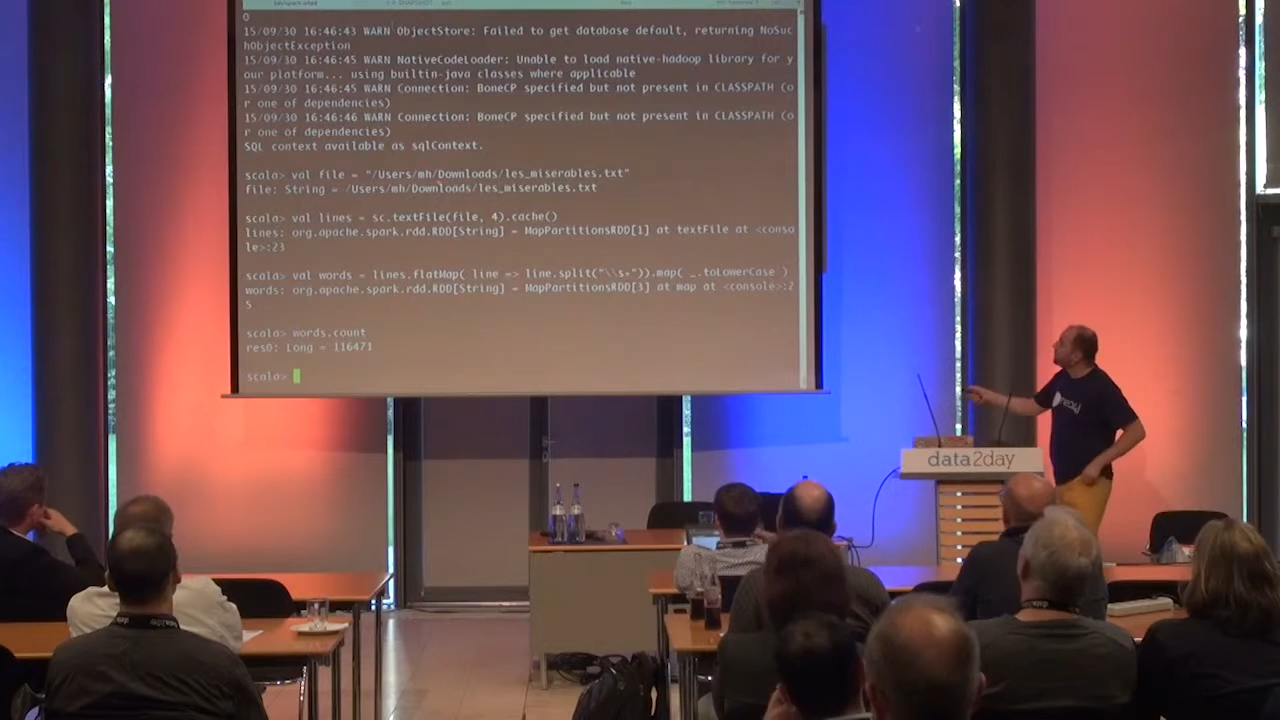 0
15/09/30 16:46:43 WARN ObjectStore: Failed to get database default, returning NoSuc
hObjectException
15/09/30 16:46:45 WARN NativeCodeLoader: Unable to load native-hadoop library for y
our platform... using builtin-java classes where applicable
15/09/30 16:46:45 WARN Connection: BoneCP specified but not present in CLASSPATH (o
r one of dependencies)
15/09/30 16:46:46 WARN Connection: BoneCP specified but not present in CLASSPATH (o
r one of dependencies)
SQL context available as sqlContext.
scala> val file = "/Users/mh/Downloads/les_miserables.txt"
file: String = /Users/mh/Downloads/les_miserables.txt
scala> val lines = sc.textFile(file, 4).cache()
lines: org.apache.spark.rdd.RDD[String] = MapPartitionsRDD[1] at textFile at <conso
le>:23
scala> val words = lines.flatMap( line => line.split("\\s+")).map( _.toLowerCase )
words: org.apache.spark.rdd.RDD[String] = MapPartitionsRDD[3] at map at <console>:2
5
scala> words.count
res0: Long = 116471
scala>
data2day